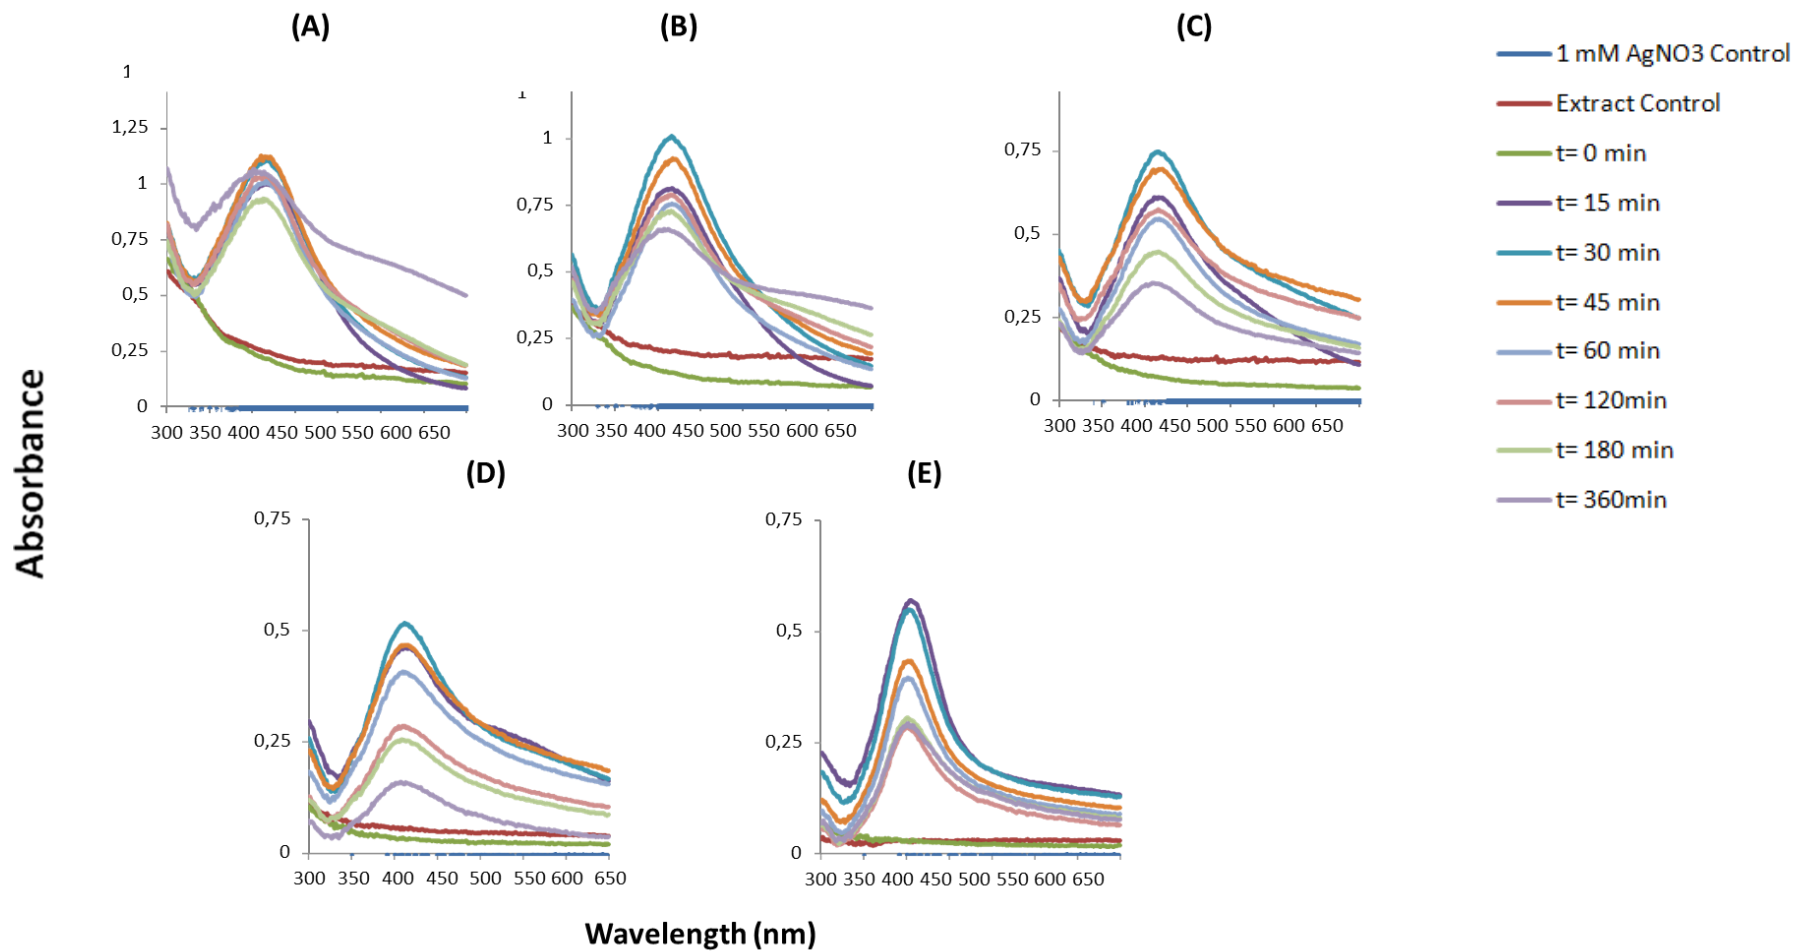 (A)
1
1,25
1
0,75
0,5
0,25
0
300 350 400 450 500 550 600 650
(B)
1
1
0,75
0,5
0,25
0
300 350 400 450 500 550 600 650
(C)
0,75
0,5
0,25
0
300 350 400 450 500 550 600 650
1 mM AgNO3 Control
Extract Control
t= 0 min
t= 15 min
t= 30 min
t= 45 min
t= 60 min
t= 120min
t= 180 min
t= 360min
Absorbance
(D)
0,75
0,5
0,25
0
300 350 400 450 500 550 600 650
(E)
0,75
0,5
0,25
0
300 350 400 450 500 550 600 650
Wavelength (nm)